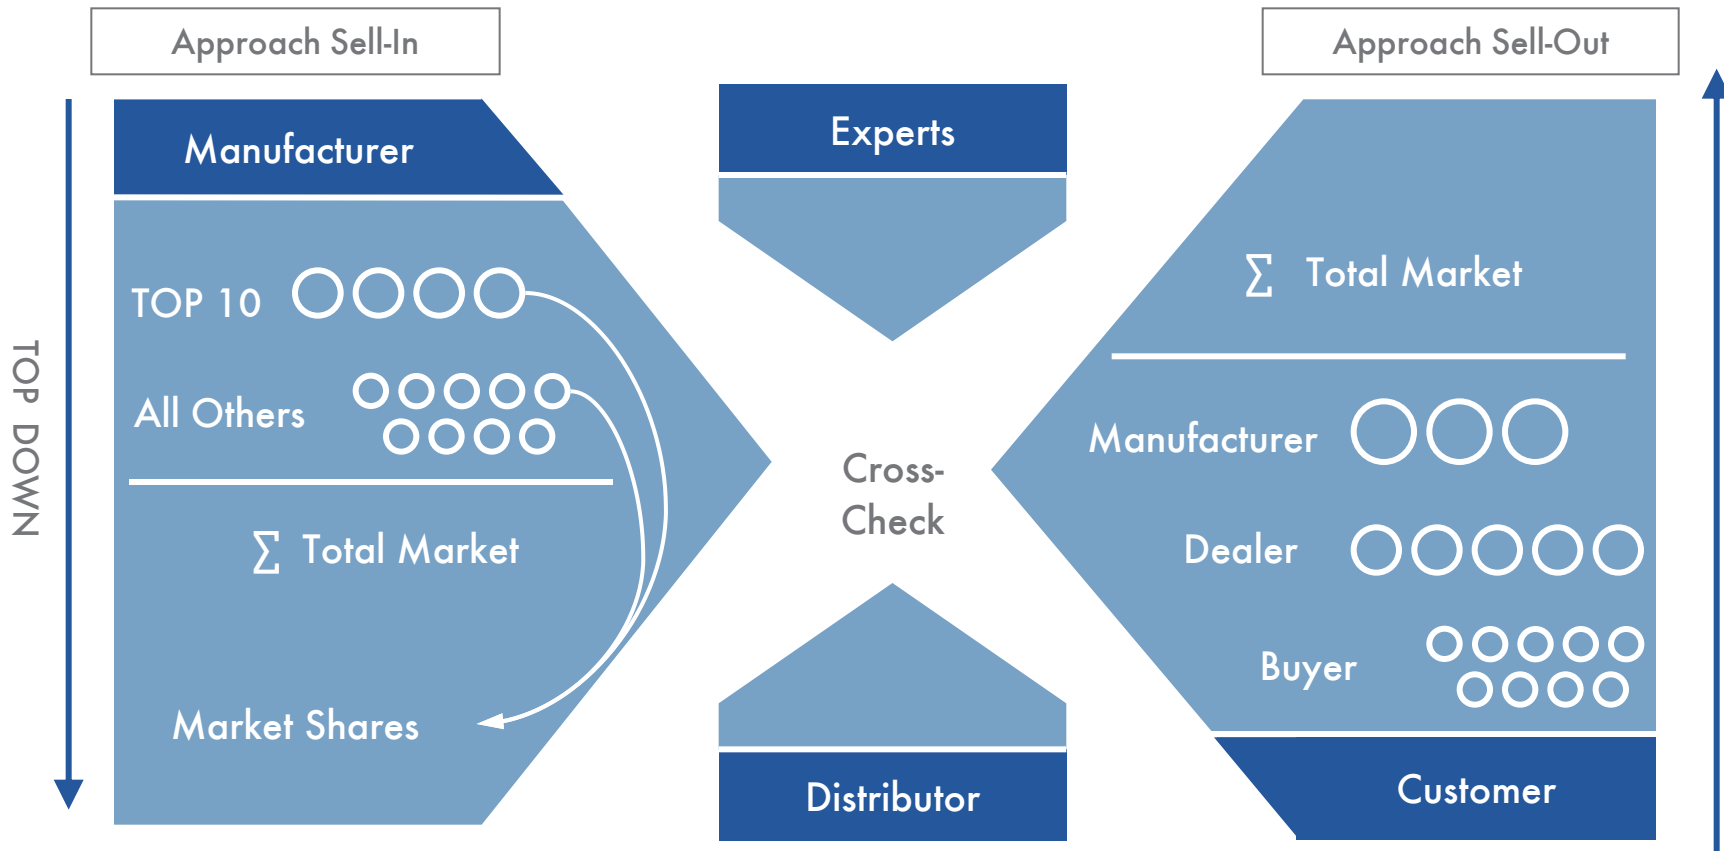 Approach Sell-In
Manufacturer
TOP 10
All Others
∑ Total Market
Market Shares
TOP DOWN
Experts
Cross-
Check
Distributor
Approach Sell-Out
∑ Total Market
Manufacturer
Dealer
Buyer
Customer